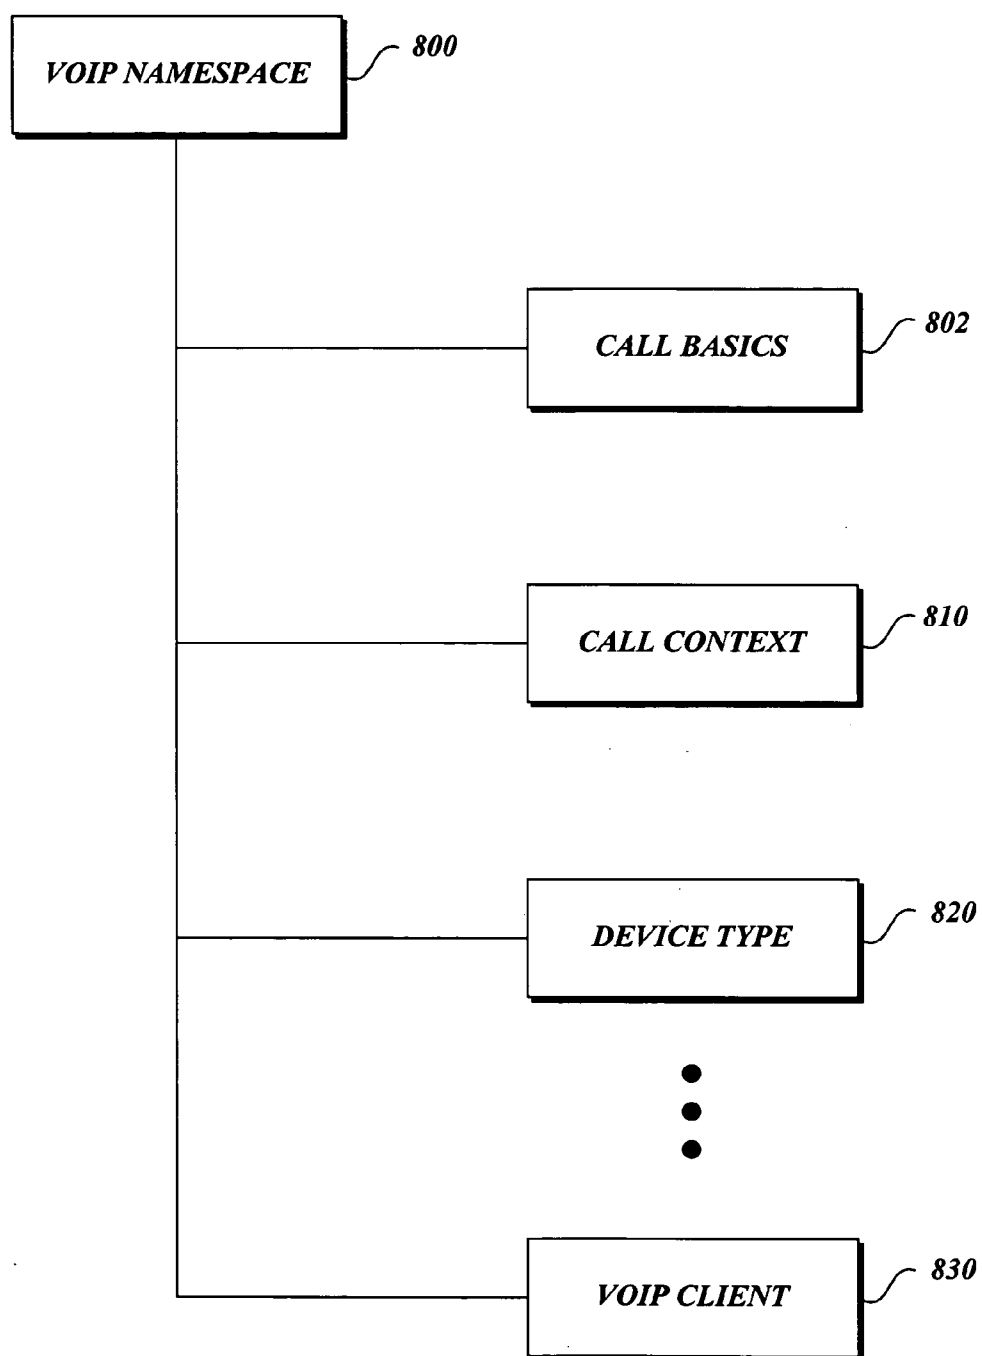 VOIP NAMESPACE
800
CALL BASICS
802
CALL CONTEXT
810
DEVICE TYPE
820
VOIP CLIENT
830